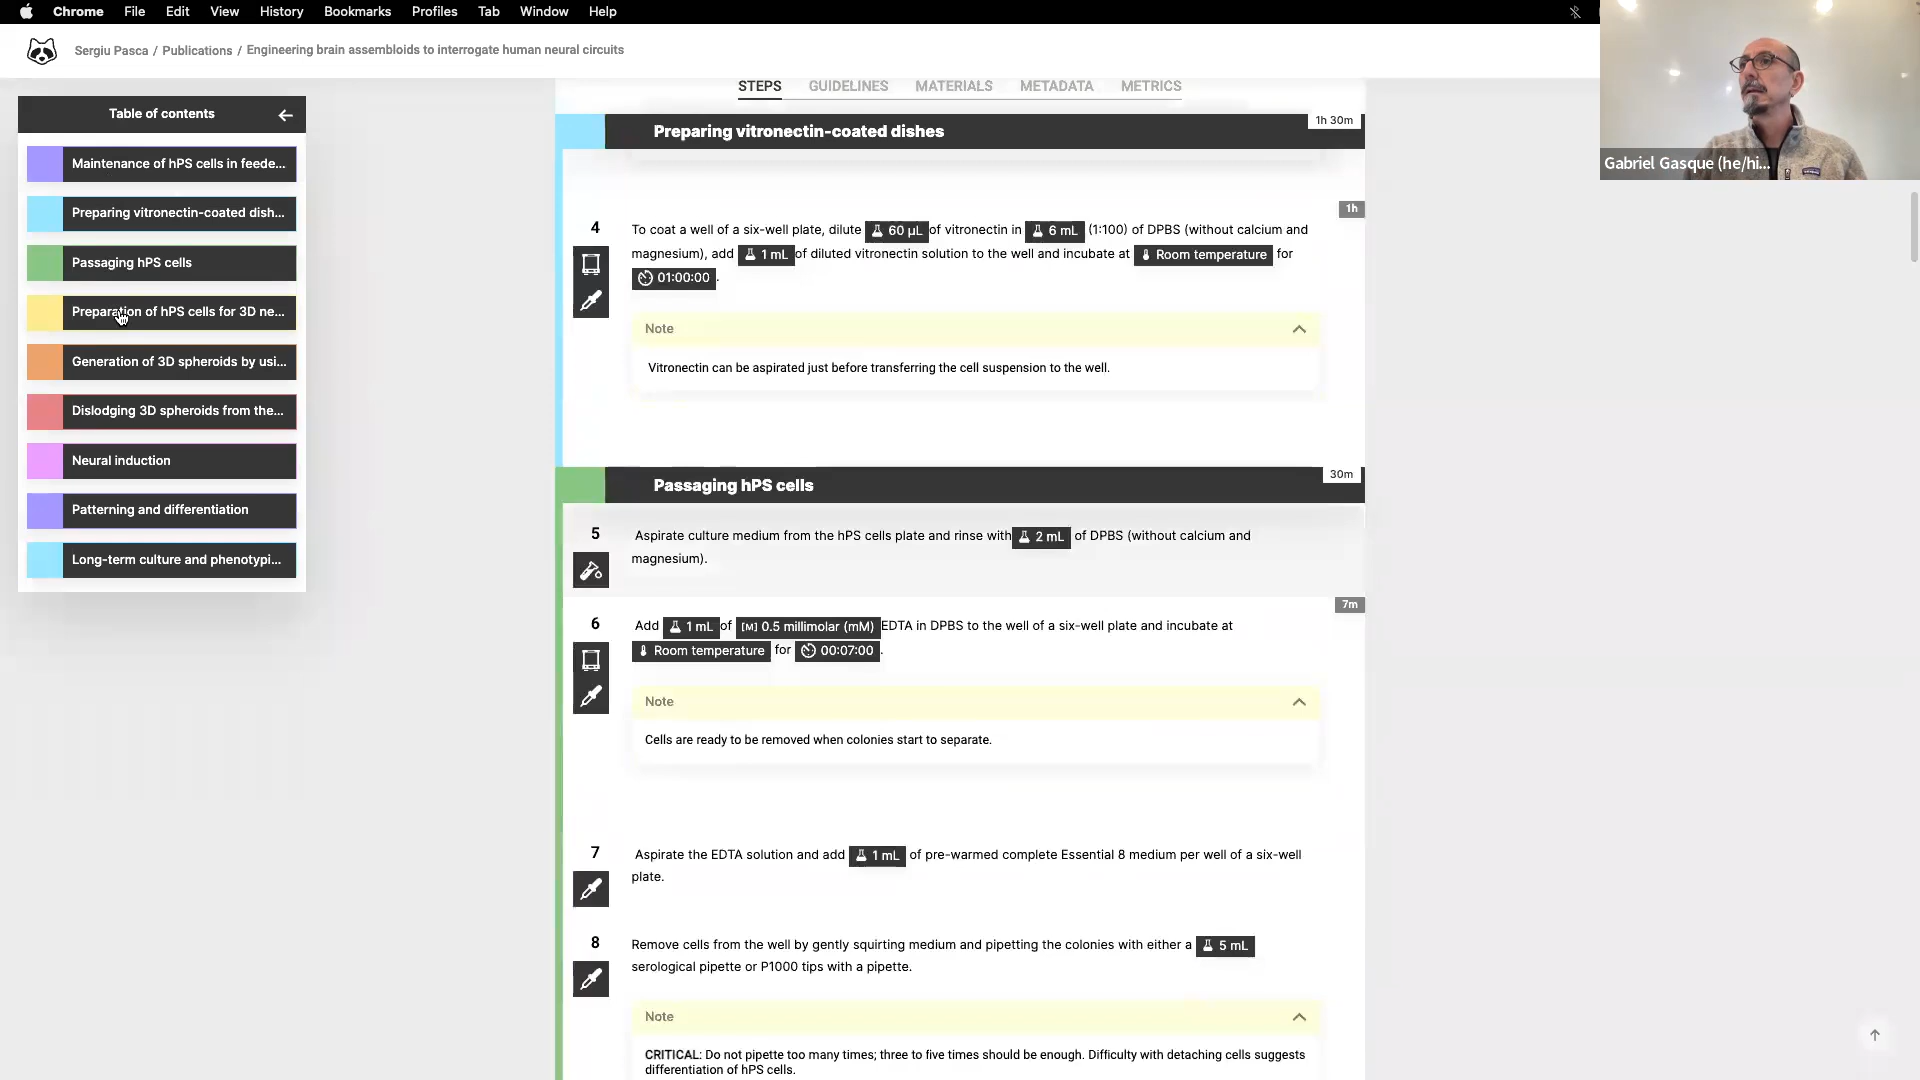 Chrome File Edit View History Bookmarks Profiles Tab Window Help
Sergiu Pasca / Publications / Engineering brain assembloids to interrogate human neural circuits
Gabriel Gasque (he/hi...
STEPS GUIDELINES MATERIALS METADATA METRICS
Table of contents
Maintenance of hPS cells in feede...
Preparing vitronectin-coated dish...
Passaging hPS cells
Preparation of hPS cells for 3D ne...
Generation of 3D spheroids by usi...
Dislodging 3D spheroids from the...
Neural induction
Patterning and differentiation
Long-term culture and phenotypi...
Preparing vitronectin-coated dishes
1h 30m
1h
4
To coat a well of a six-well plate, dilute 60 µL of vitronectin in 6 mL (1:100) of DPBS (without calcium and
magnesium), add 1 mL of diluted vitronectin solution to the well and incubate at Room temperature for
01:00:00 .
Note
Vitronectin can be aspirated just before transferring the cell suspension to the well.
Passaging hPS cells
30m
5
Aspirate culture medium from the hPS cells plate and rinse with 2 mL of DPBS (without calcium and
magnesium).
7m
6
Add 1 mL of [M] 0.5 millimolar (mM) EDTA in DPBS to the well of a six-well plate and incubate at
Room temperature for 00:07:00 .
Note
Cells are ready to be removed when colonies start to separate.
7
Aspirate the EDTA solution and add 1 mL of pre-warmed complete Essential 8 medium per well of a six-well
plate.
8
Remove cells from the well by gently squirting medium and pipetting the colonies with either a 5 mL
serological pipette or P1000 tips with a pipette.
Note
CRITICAL: Do not pipette too many times; three to five times should be enough. Difficulty with detaching cells suggests
differentiation of hPS cells.